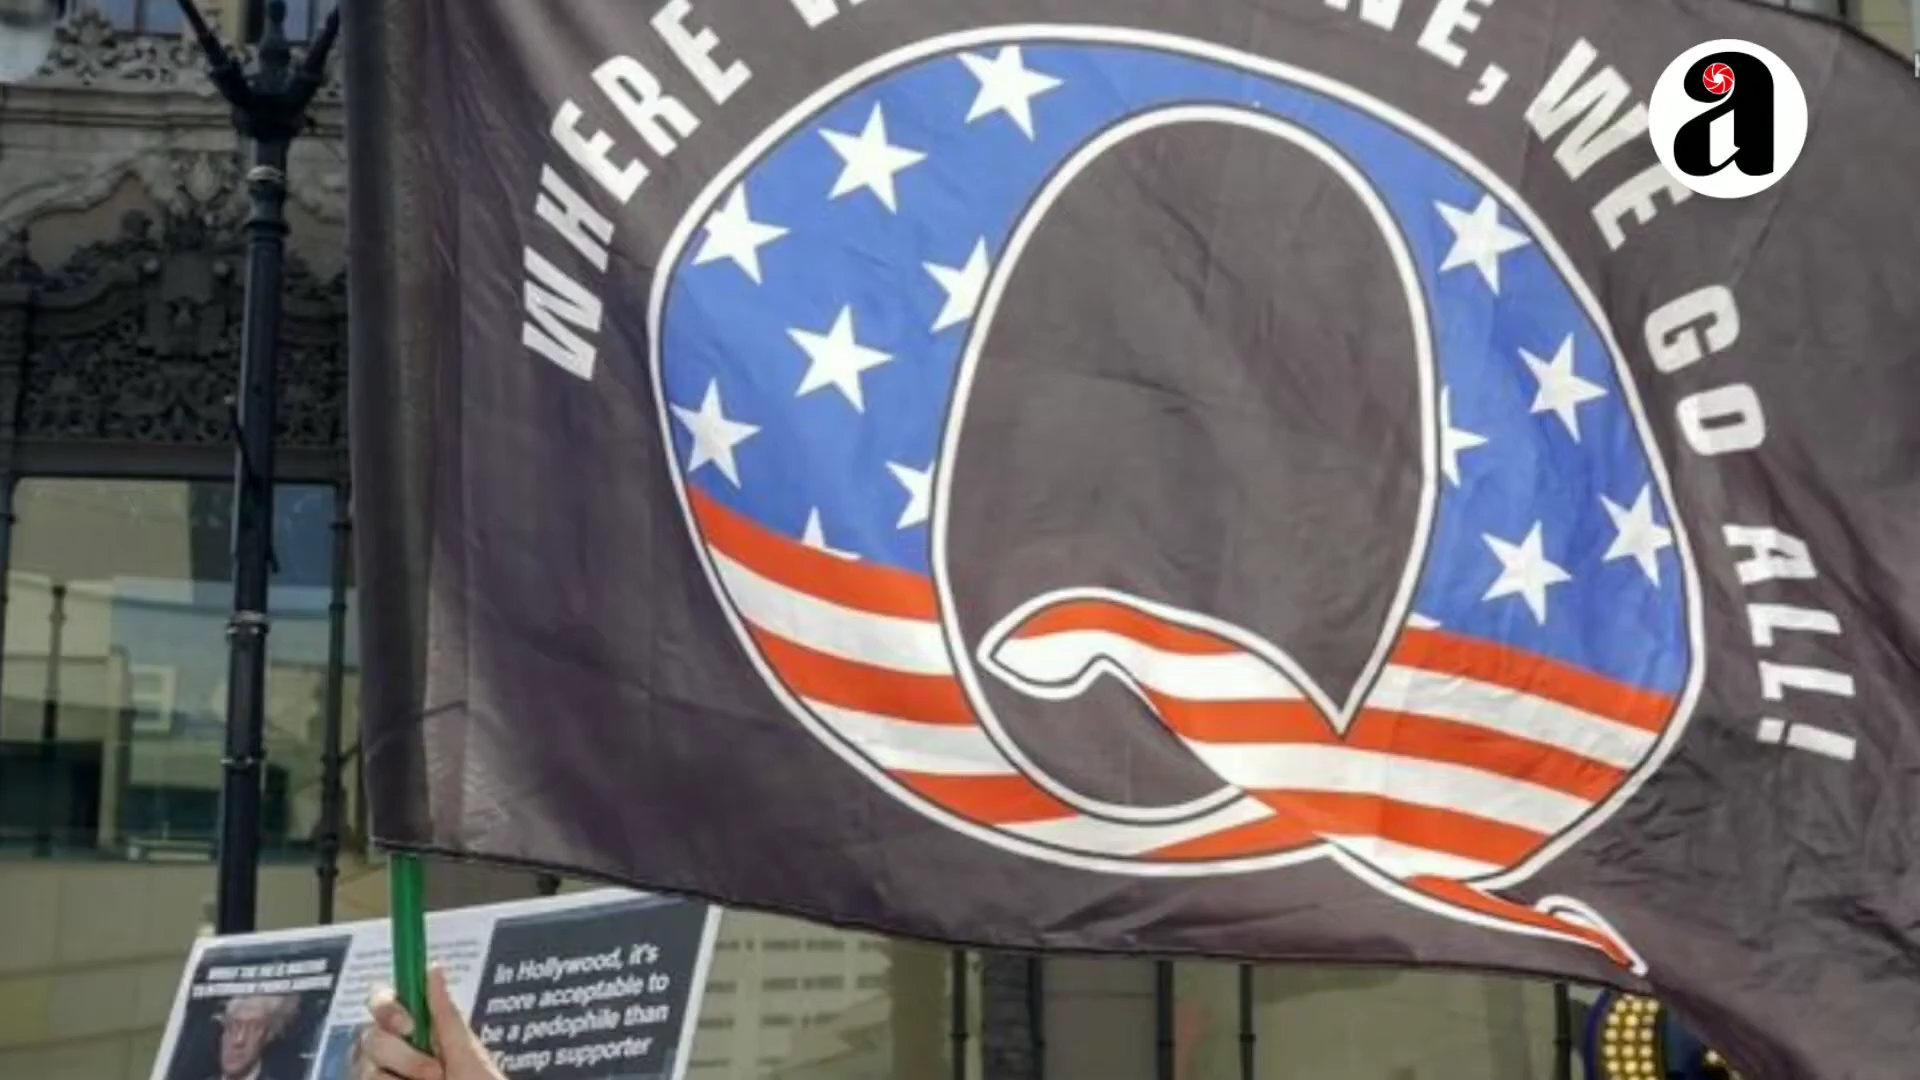 WHERE W
NE, WE GO ALL!
Q
a
In Hollywood, it's
more acceptable to
be a pedophile than
Trump supporter